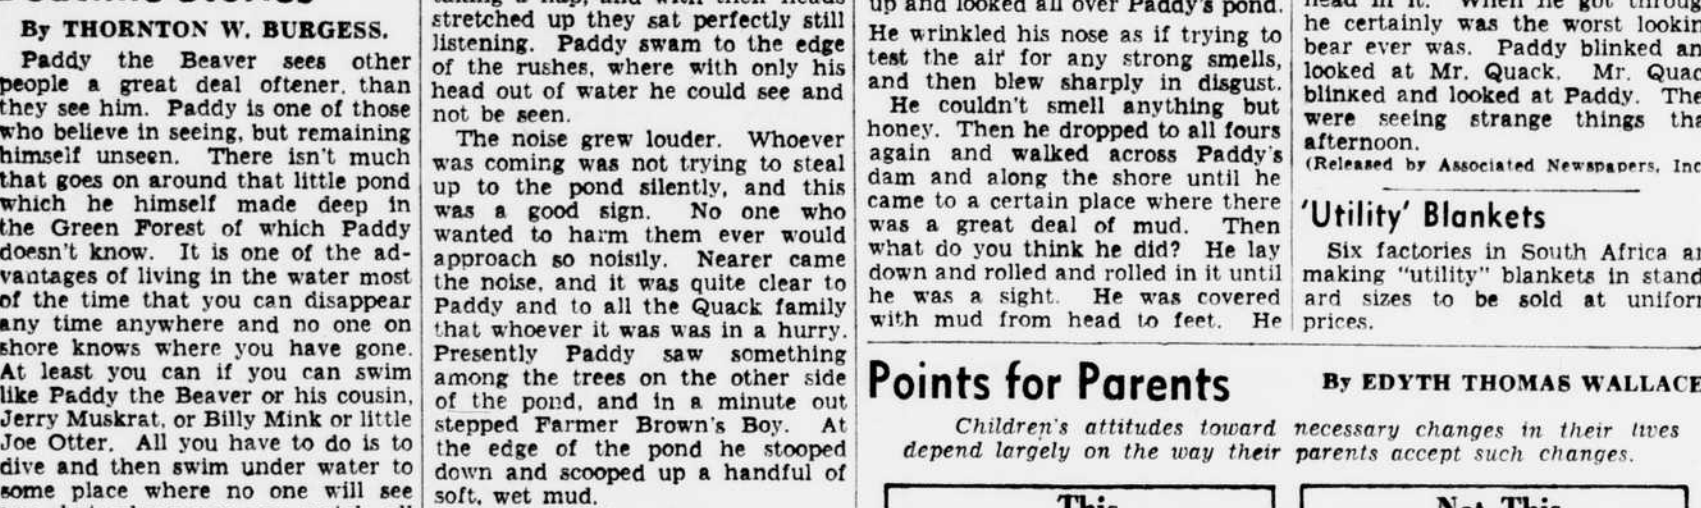 By THORNTON W. BURGESS.
Paddy the Beaver sees other
people a great deal oftener. than
they see him. Paddy is one of those
who believe in seeing, but remaining
himself unseen. There isn't much
that goes on around that little pond
which he himself made deep in
the Green Forest of which Paddy
doesn't know. It is one of the ad-
vantages of living in the water most
of the time that you can disappear
any time anywhere and no one on
shore knows where you have gone.
At least you can if you can swim
like Paddy the Beaver or his cousin,
Jerry Muskrat, or Billy Mink or little
Joe Otter. All you have to do is to
dive and then swim under water to
some place where no one will see
stretched up they sat perfectly still
listening. Paddy swam to the edge
of the rushes, where with only his
head out of water he could see and
not be seen.
The noise grew louder. Whoever
was coming was not trying to steal
up to the pond silently, and this
was a good sign. No one who
wanted to harm them ever would
approach so noisily. Nearer came
the noise, and it was quite clear to
Paddy and to all the Quack family
that whoever it was was in a hurry.
Presently Paddy saw something
among the trees on the other side
of the pond, and in a minute out
stepped Farmer Brown's Boy. At
the edge of the pond he stooped
down and scooped up a handful of
soft, wet mud.
up and looked all over Paddy's pond.
He wrinkled his nose as if trying to
test the air for any strong smells,
and then blew sharply in disgust.
He couldn't smell anything but
honey. Then he dropped to all fours
again and walked across Paddy's
dam and along the shore until he
came to a certain place where there
was a great deal of mud. Then
what do you think he did? He lay
down and rolled and rolled in it until
he was a sight. He was covered
with mud from head to feet. He
head in it. When he got throug
he certainly was the worst lookin
bear ever was. Paddy blinked an
looked at Mr. Quack. Mr. Quac
blinked and looked at Paddy. The
were seeing strange things tha
afternoon.
(Released by Associated Newspapers, Inc
'Utility' Blankets
Six factories in South Africa ar
making "utility" blankets in stand
ard sizes to be sold at uniform
prices.
Points for Parents
By EDYTH THOMAS WALLACE
Children's attitudes toward necessary changes in their lives
depend largely on the way their parents accept such changes.
This
Not This